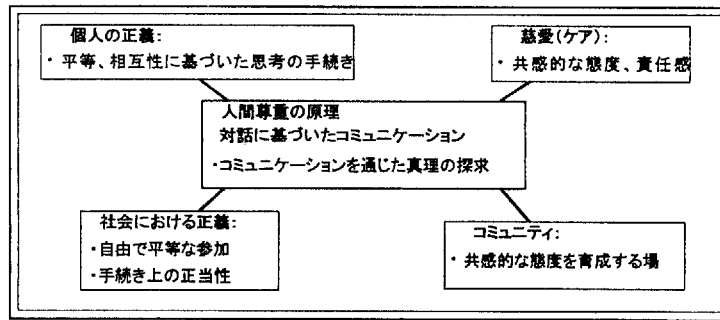 個人の正義:
・平等、相互性に基づいた思考の手続き
慈愛(ケア):
・共感的な態度、責任感
人間尊重の原理
対話に基づいたコミュニケーション
・コミュニケーションを通じた真理の探求
社会における正義:
・自由で平等な参加
・手続き上の正当性
コミュニティ:
・共感的な態度を育成する場